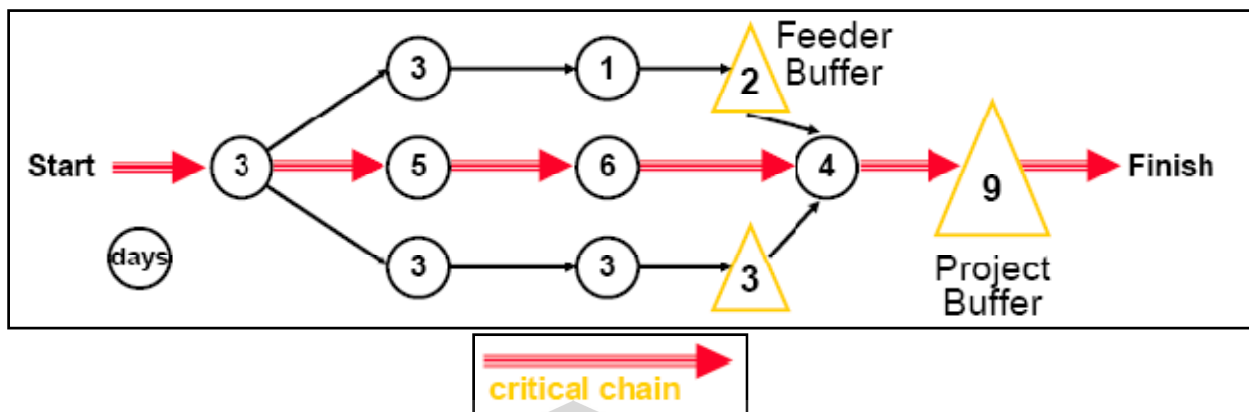 Feeder
Buffer
3
1
2
Start
3
5
6
4
9
Finish
days
3
3
3
Project
Buffer
critical chain